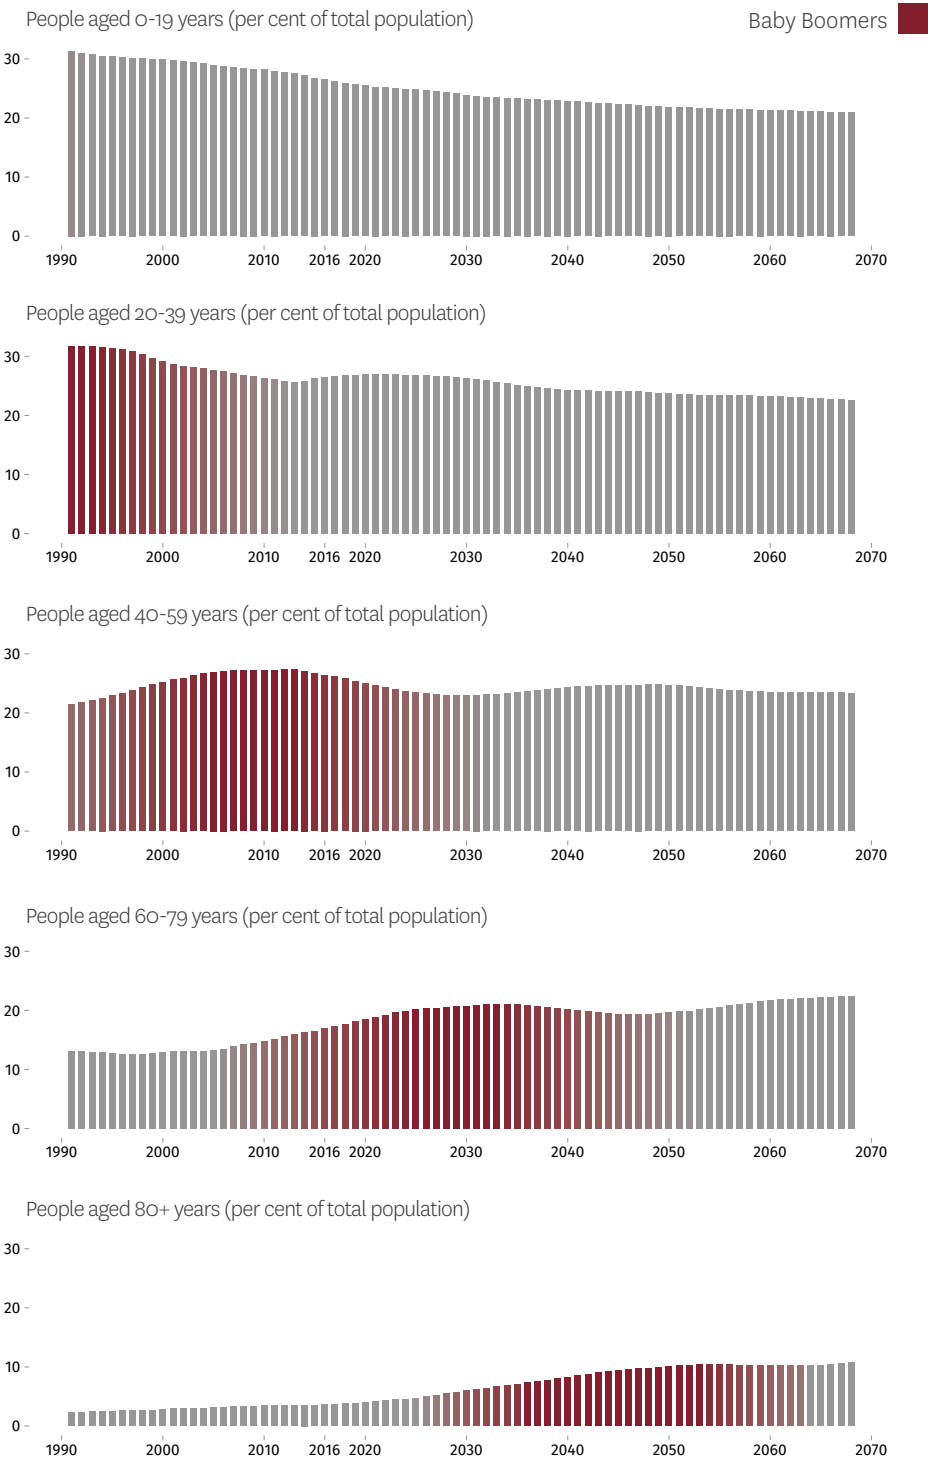 People aged 0-19 years (per cent of total population)
Baby Boomers
30
20
10
0
1990 2000 2010 2016 2020 2030 2040 2050 2060 2070
People aged 20-39 years (per cent of total population)
30
20
10
0
1990 2000 2010 2016 2020 2030 2040 2050 2060 2070
People aged 40-59 years (per cent of total population)
30
20
10
0
1990 2000 2010 2016 2020 2030 2040 2050 2060 2070
People aged 60-79 years (per cent of total population)
30
20
10
0
1990 2000 2010 2016 2020 2030 2040 2050 2060 2070
People aged 80+ years (per cent of total population)
30
20
10
0
1990 2000 2010 2016 2020 2030 2040 2050 2060 2070